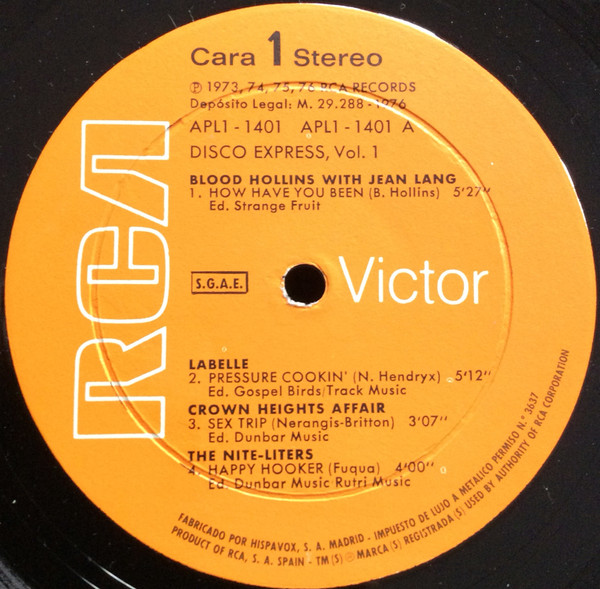 Cara 1 Stereo
℗ 1973, 74, 75, 76 RCA RECORDS
Depósito Legal: M. 29.288 - 1976
APL1 - 1401 APL1 - 1401 A
DISCO EXPRESS, Vol. 1
BLOOD HOLLINS WITH JEAN LANG
1. HOW HAVE YOU BEEN (B. Hollins) 5'27"
Ed. Strange Fruit
RCA
S.G.A.E.
Victor
LABELLE
2. PRESSURE COOKIN' (N. Hendryx) 5'12"
Ed. Gospel Birds/Track Music
CROWN HEIGHTS AFFAIR
3. SEX TRIP (Nerangis-Britton) 3'07"
Ed. Dunbar Music
THE NITE-LITERS
4. HAPPY HOOKER (Fuqua) 4'00"
Ed. Dunbar Music Rutri Music
FABRICADO POR HISPAVOX, S. A. MADRID - IMPUESTO DE LUJO A METALICO PERMISO N.° 3637
PRODUCT OF RCA, S. A. SPAIN - TM(S) ® MARCA(S) REGISTRADA(S) USED BY AUTHORITY OF RCA CORPORATION